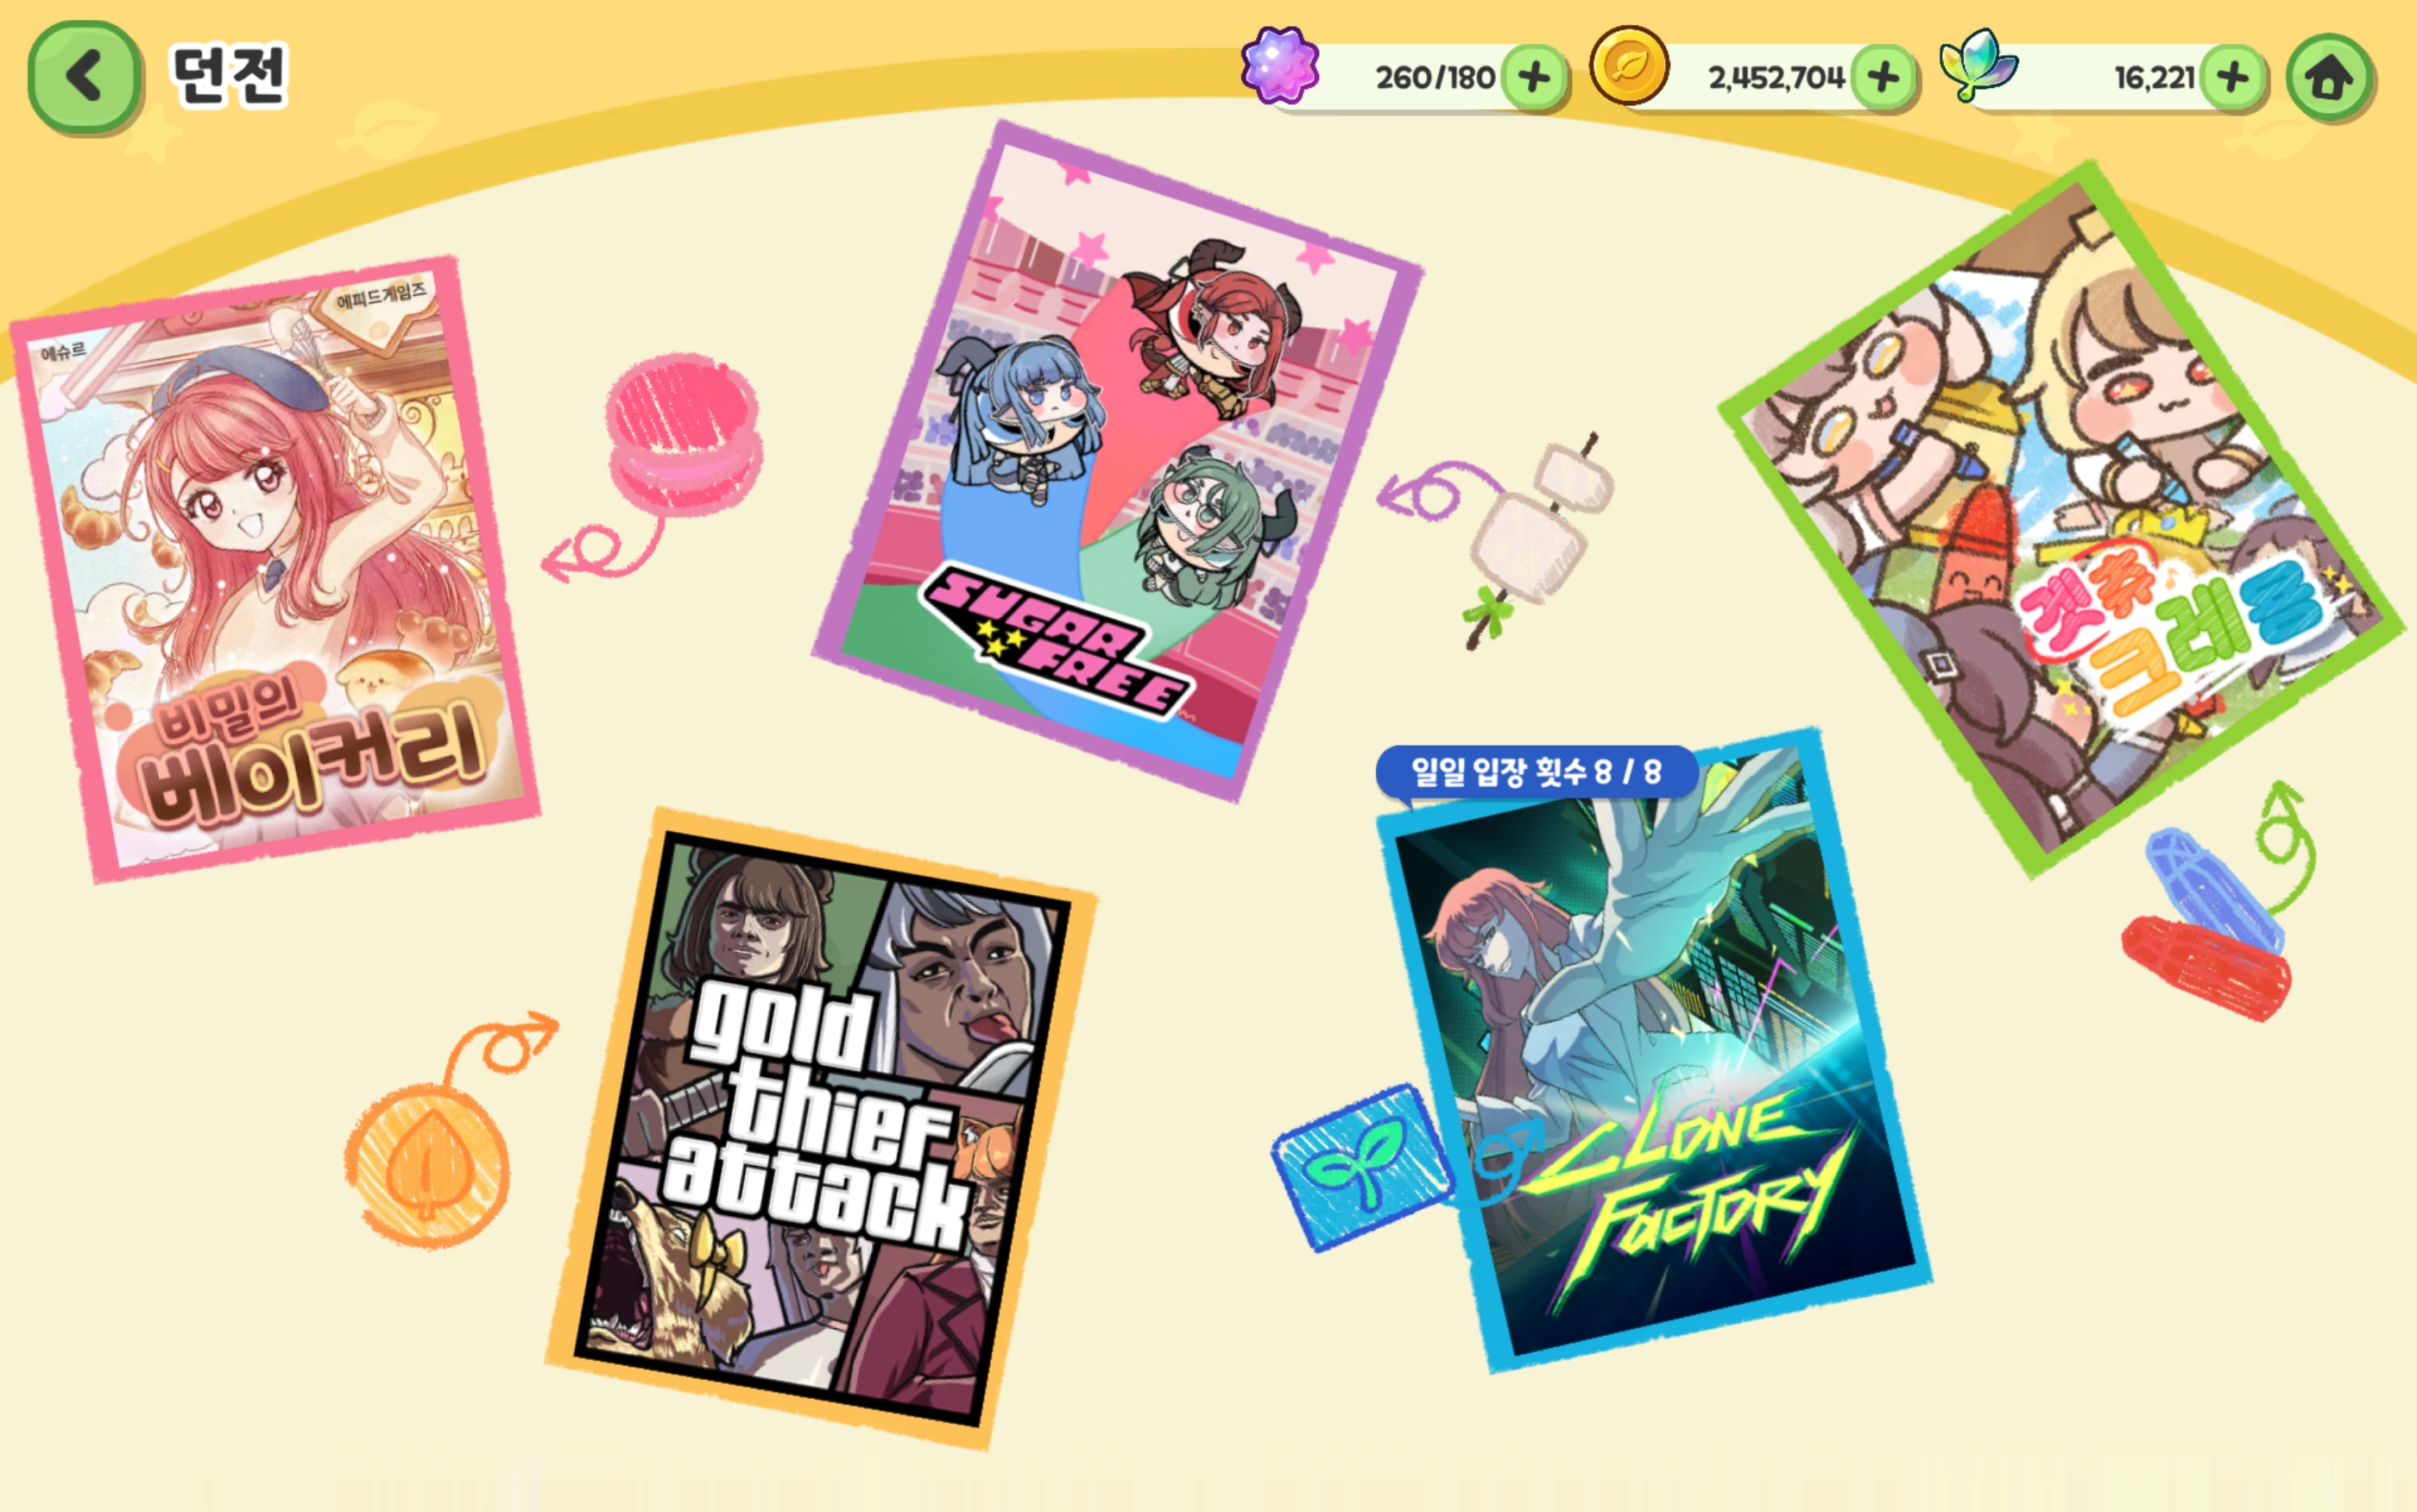 던전
260/180
2,452,704
16,221
에슈르
에피드게임즈
비밀의
베이커리
SUGAR
FREE
겟츄
크레용
일일 입장 횟수 8 / 8
gold
thief
attack
CLONE
FACTORY